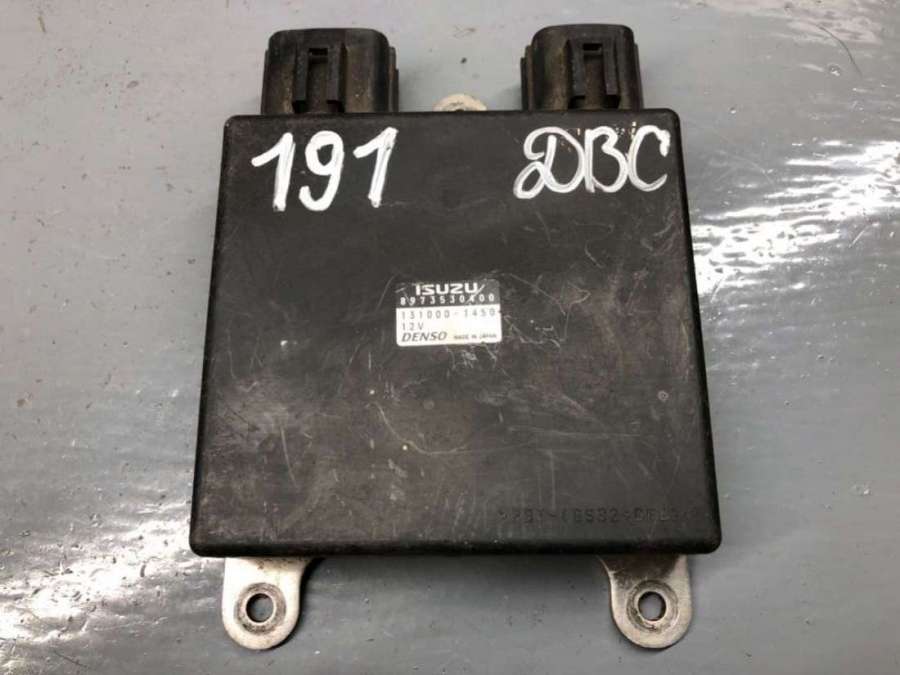 191 DBC
ISUZU
8973530400
131000-1450
12V
DENSO MADE IN JAPAN